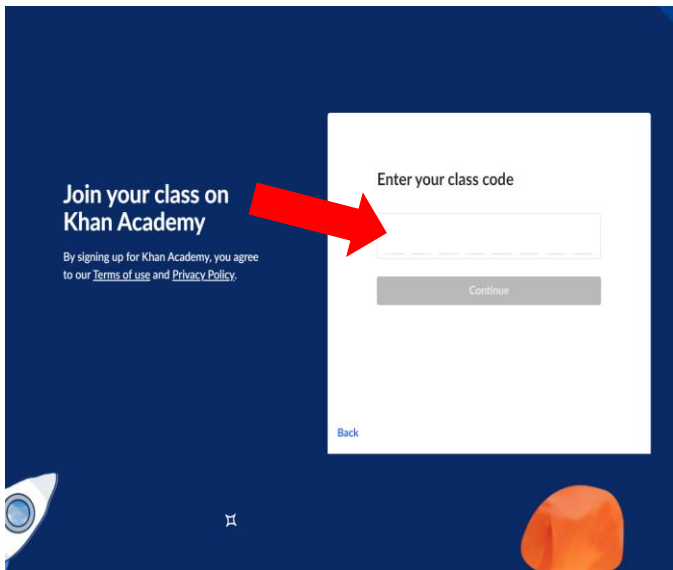 Join your class on
Khan Academy
By signing up for Khan Academy, you agree
to our Terms of use and Privacy Policy.
Enter your class code
Continue
Back